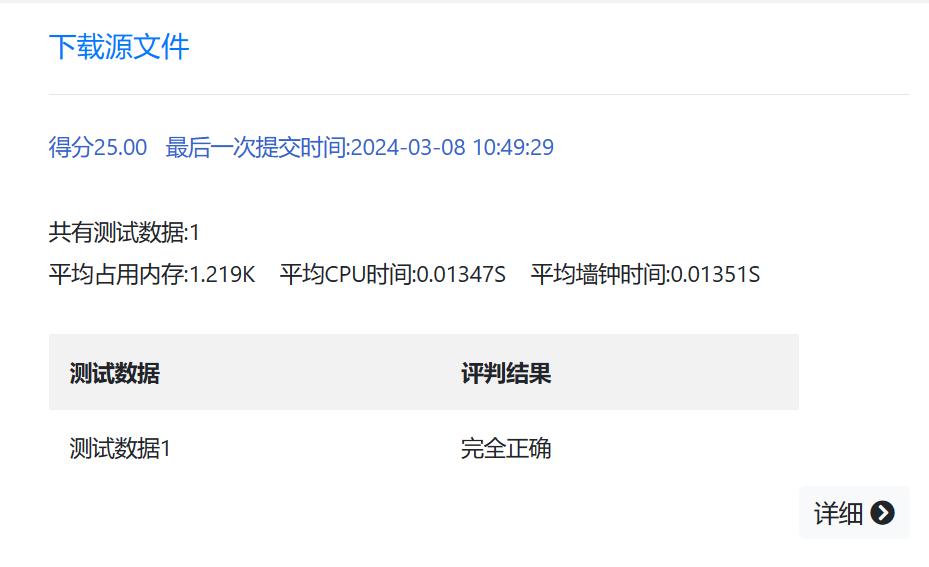 下载源文件
得分25.00 最后一次提交时间:2024-03-08 10:49:29
共有测试数据:1
平均占用内存:1.219K 平均CPU时间:0.01347S 平均墙钟时间:0.01351S
测试数据 评判结果
测试数据1 完全正确
详细